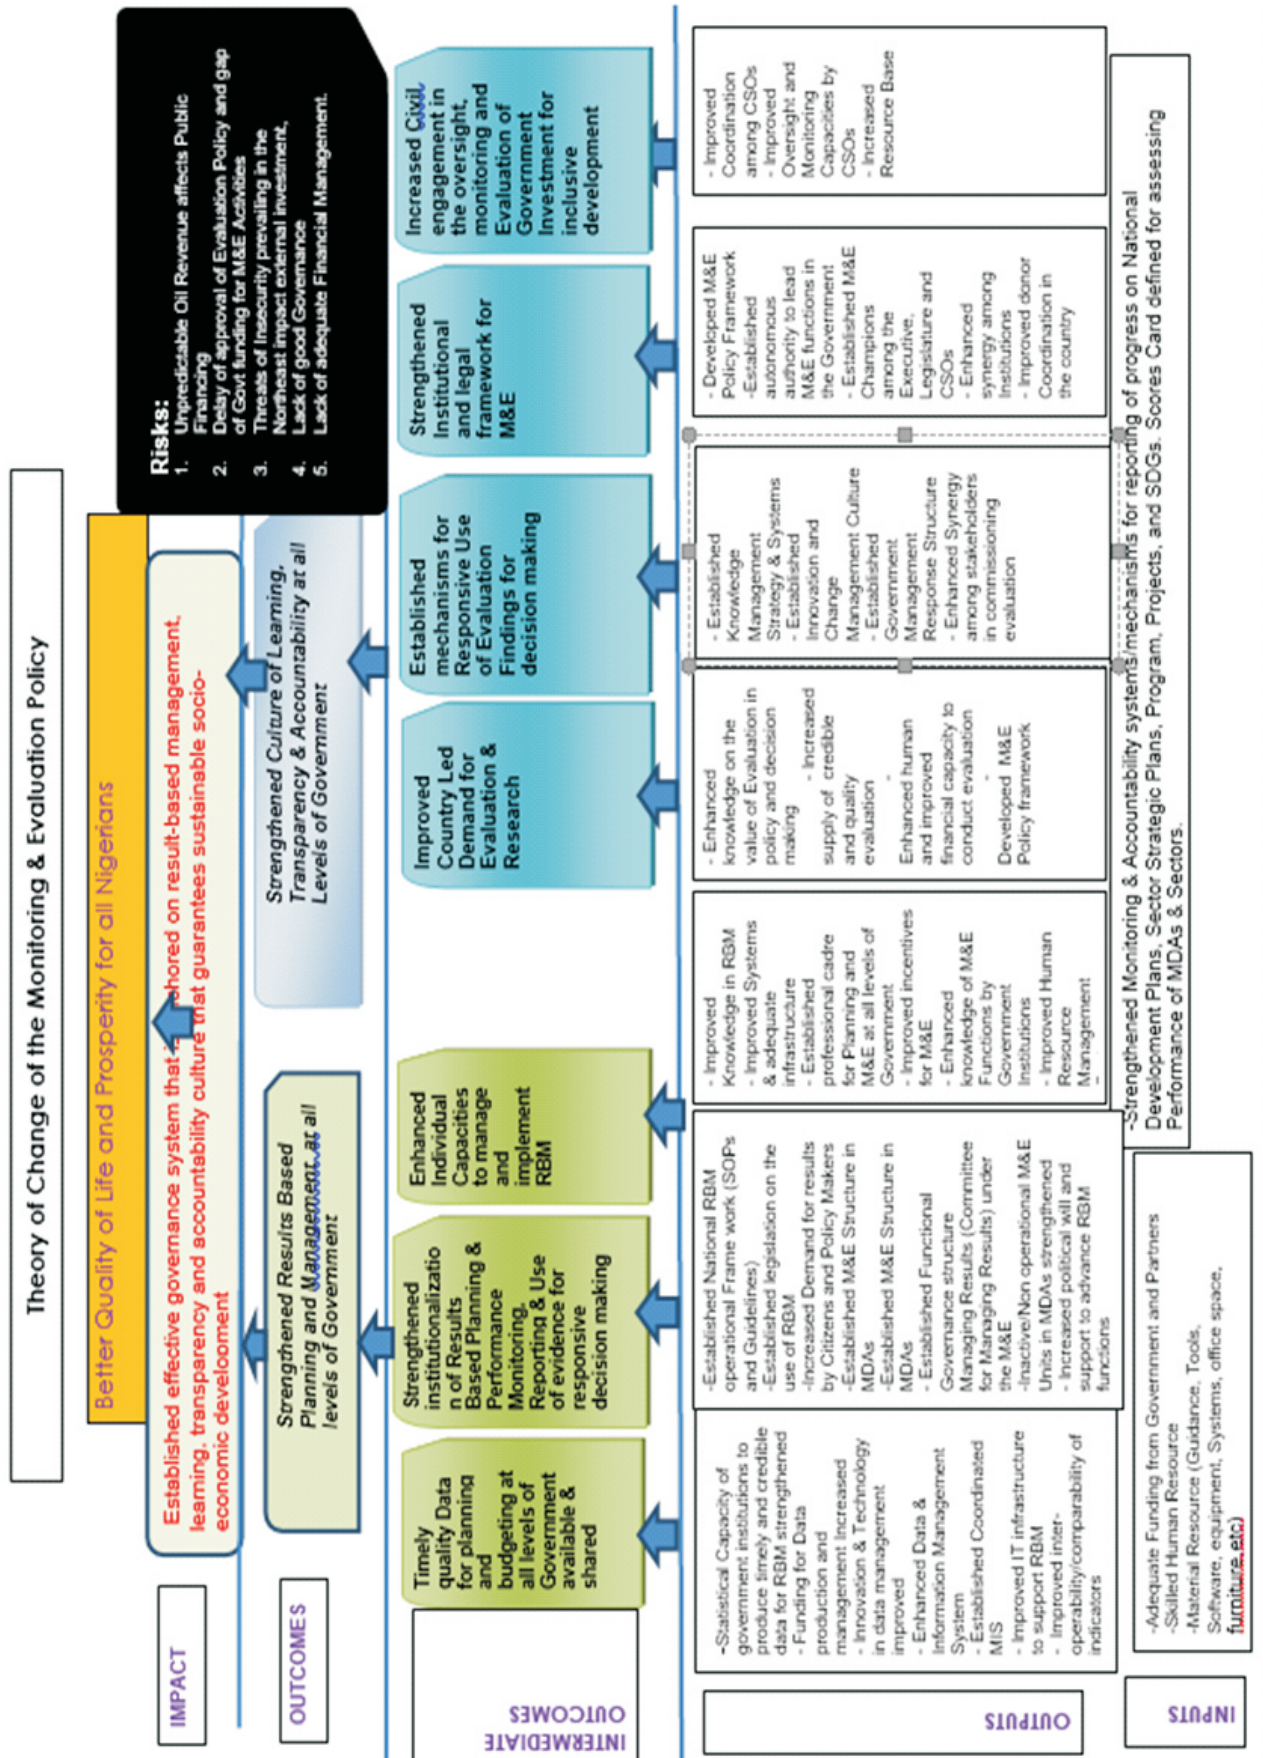 Theory of Change of the Monitoring & Evaluation Policy
Better Quality of Life and Prosperity for all Nigerians
Risks:
1. Unpredictable Oil Revenue affects Public
Financing
2. Delay of approval of Evaluation Policy and gap
of Govt funding for M&E Activities
3. Threats of Insecurity prevailing in the
Northeast impact external investment,
4. Lack of good Governance
5. Lack of adequate Financial Management.
IMPACT
Established effective governance system that is anchored on result-based management,
learning, transparency and accountability culture that guarantees sustainable socio-
economic development
OUTCOMES
Strengthened Results Based
Planning and Management at all
levels of Government
Strengthened Culture of Learning,
Transparency & Accountability at all
Levels of Government
INTERMEDIATE
OUTCOMES
Timely
quality Data
for planning
and
budgeting at
all levels of
Government
available &
shared
Strengthened
institutionalizatio
n of Results
Based Planning &
Performance
Monitoring,
Reporting & Use
of evidence for
responsive
decision making
Enhanced
Individual
Capacities
to manage
and
implement
RBM
Improved
Country Led
Demand for
Evaluation &
Research
Established
mechanisms for
Responsive Use
of Evaluation
Findings for
decision making
Strengthened
Institutional
and legal
framework for
M&E
Increased Civil
engagement in
the oversight,
monitoring and
Evaluation of
Government
Investment for
inclusive
development
OUTPUTS
-Statistical Capacity of
government institutions to
produce timely and credible
data for RBM strengthened
- Funding for Data
production and
management Increased
- Innovation & Technology
in data management
improved
- Enhanced Data &
Information Management
System
- Established Coordinated
MIS
- Improved IT infrastructure
to support RBM
- Improved inter-
operability/comparability of
indicators
-Established National RBM
operational Frame work (SOPs
and Guidelines)
-Established legislation on the
use of RBM
-Increased Demand for results
by Citizens and Policy Makers
-Established M&E Structure in
MDAs
-Established M&E Structure in
MDAs
- Established Functional
Governance structure
Managing Results (Committee
for Managing Results) under
the M&E
-Inactive/Non operational M&E
Units in MDAs strengthened
- Increased political will and
support to advance RBM
functions
- Improved
Knowledge in RBM
- Improved Systems
& adequate
infrastructure
- Established
professional cadre
for Planning and
M&E at all levels of
Government
- Improved incentives
for M&E
- Enhanced
knowledge of M&E
Functions by
Government
Institutions
- Improved Human
Resource
Management
-
- Enhanced
knowledge on the
value of Evaluation in
policy and decision
making - Increased
supply of credible
and quality
evaluation -
Enhanced human
and improved
financial capacity to
conduct evaluation
-
Developed M&E
Policy framework
- Established
Knowledge
Management
Strategy & Systems
- Established
Innovation and
Change
Management Culture
- Established
Government
Management
Response Structure
- Enhanced Synergy
among stakeholders
in commissioning
evaluation
- Developed M&E
Policy Framework
-Established
autonomous
authority to lead
M&E functions in
the Government
- Established M&E
Champions
among the
Executive,
Legislature and
CSOs
- Enhanced
synergy among
Institutions
- Improved donor
Coordination in
the country
- Improved
Coordination
among CSOs
- Improved
Oversight and
Monitoring
Capacities by
CSOs
- Increased
Resource Base
INPUTS
-Adequate Funding from Government and Partners
-Skilled Human Resource
-Material Resource (Guidance, Tools,
Software, equipment, Systems, office space,
furniture etc)
-Strengthened Monitoring & Accountability systems/mechanisms for reporting of progress on National
Development Plans, Sector Strategic Plans, Program, Projects, and SDGs. Scores Card defined for assessing
Performance of MDAs & Sectors.